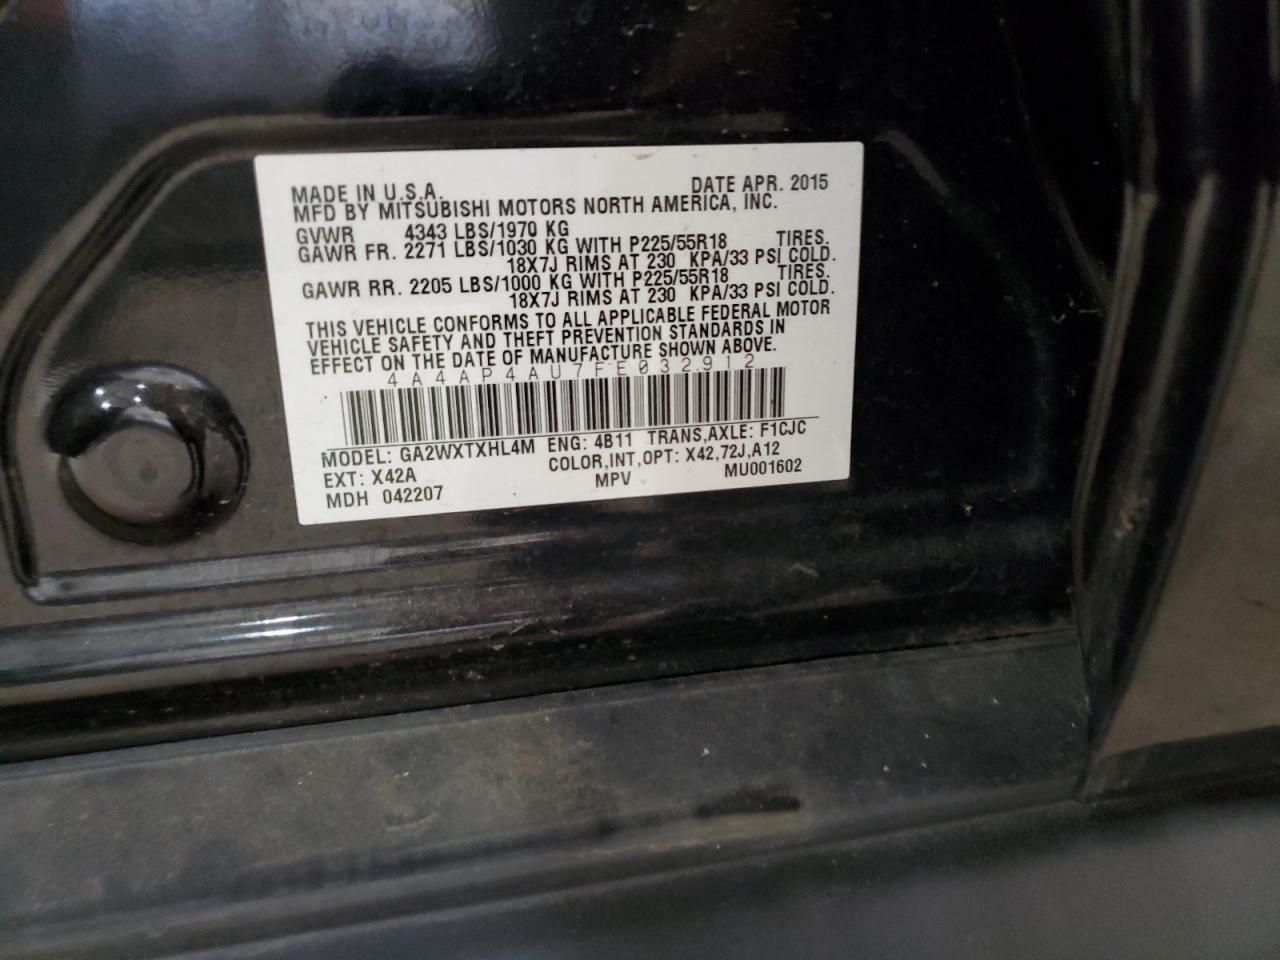 MADE IN U.S.A. DATE APR. 2015
MFD BY MITSUBISHI MOTORS NORTH AMERICA, INC.
GVWR 4343 LBS/1970 KG
GAWR FR. 2271 LBS/1030 KG WITH P225/55R18 TIRES.
18X7J RIMS AT 230 KPA/33 PSI COLD.
GAWR RR. 2205 LBS/1000 KG WITH P225/55R18 TIRES.
18X7J RIMS AT 230 KPA/33 PSI COLD.
THIS VEHICLE CONFORMS TO ALL APPLICABLE FEDERAL MOTOR
VEHICLE SAFETY AND THEFT PREVENTION STANDARDS IN
EFFECT ON THE DATE OF MANUFACTURE SHOWN ABOVE.
4A4AP4AU7FE032912
MODEL: GA2WXTXHL4M ENG: 4B11 TRANS,AXLE: F1CJC
EXT: X42A COLOR,INT,OPT: X42,72J,A12
MDH 042207 MPV MU001602